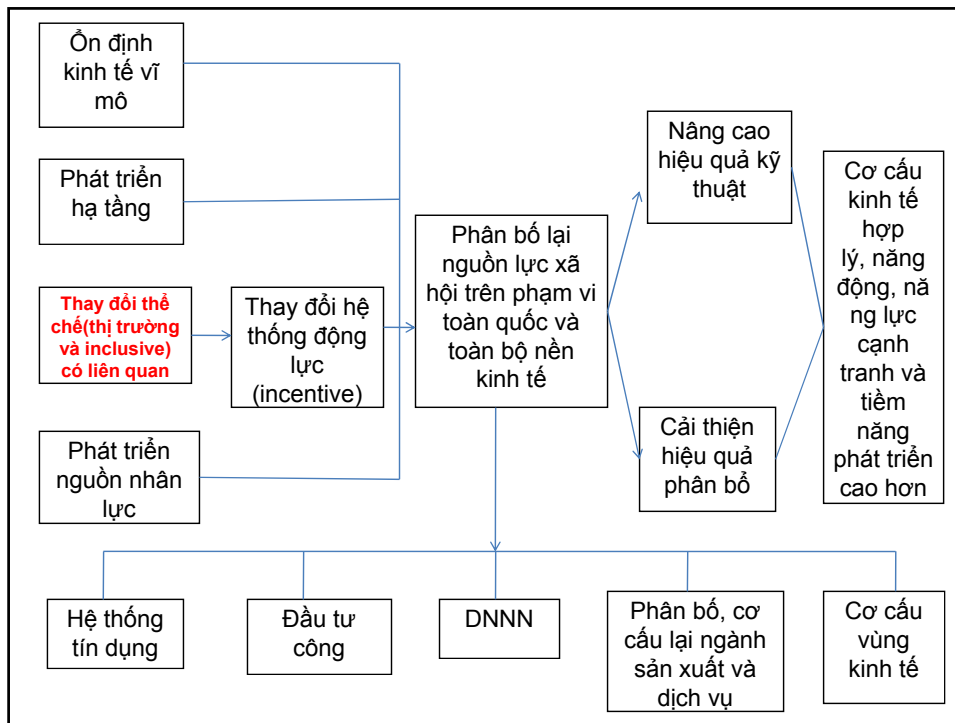 Ổn định
kinh tế vĩ
mô
Phát triển
hạ tầng
Thay đổi thể
chế(thị trường
và inclusive)
có liên quan
Phát triển
nguồn nhân
lực
Thay đổi hệ
thống động
lực
(incentive)
Phân bố lại
nguồn lực xã
hội trên phạm vi
toàn quốc và
toàn bộ nền
kinh tế
Nâng cao
hiệu quả kỹ
thuật
Cải thiện
hiệu quả
phân bổ
Cơ cấu
kinh tế
hợp
lý, năng
động, nă
ng lực
cạnh
tranh và
tiềm
năng
phát triển
cao hơn
Hệ thống
tín dụng
Đầu tư
công
DNNN
Phân bố, cơ
cấu lại ngành
sản xuất và
dịch vụ
Cơ cấu
vùng
kinh tế